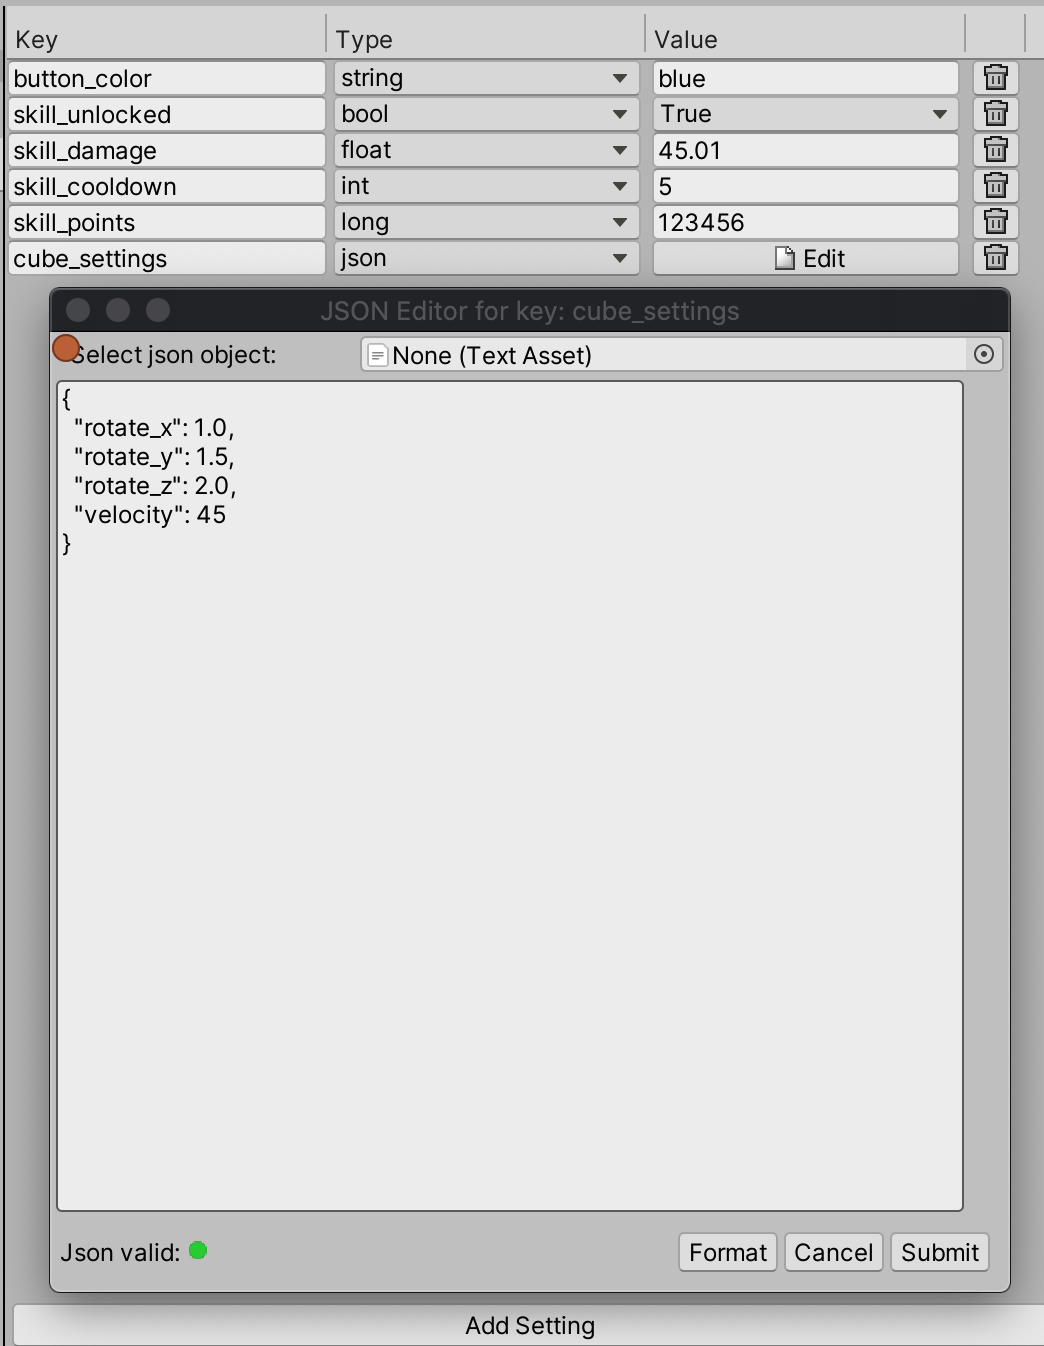 Key Type Value
button_color string blue
skill_unlocked bool True
skill_damage float 45.01
skill_cooldown int 5
skill_points long 123456
cube_settings json Edit
JSON Editor for key: cube_settings
Select json object: None (Text Asset)
{
"rotate_x": 1.0,
"rotate_y": 1.5,
"rotate_z": 2.0,
"velocity": 45
}
Json valid: Format Cancel Submit
Add Setting